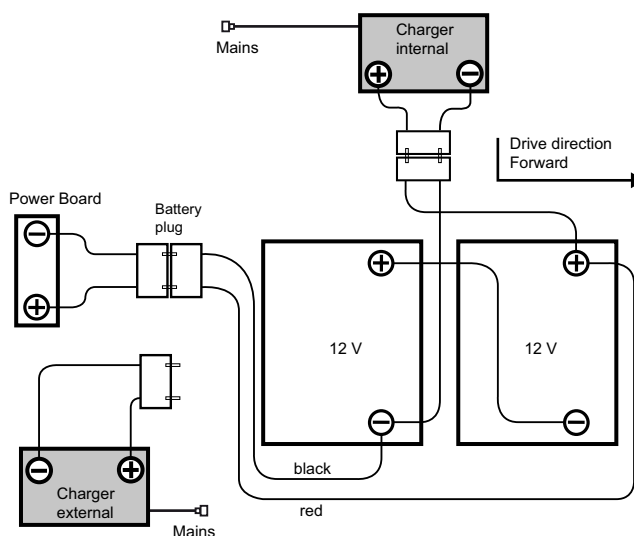 Charger
internal
Mains
Drive direction
Forward
Power Board
Battery
plug
12 V
12 V
black
red
Charger
external
Mains